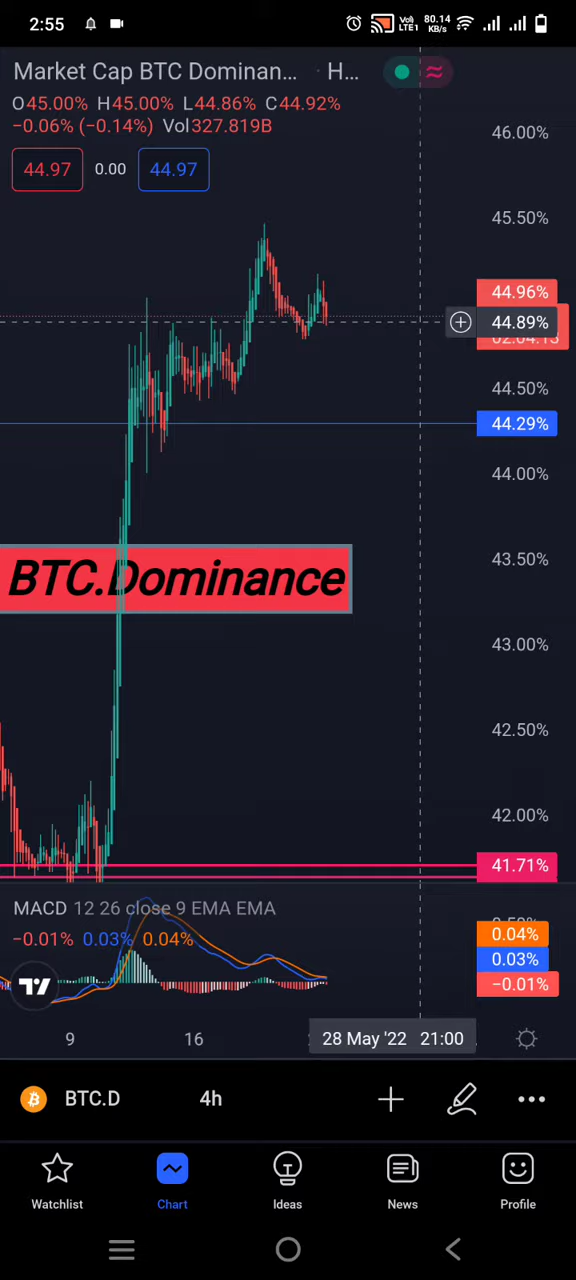 2:55
Vol)
LTE1
80.14
KB/s
Market Cap BTC Dominan... · H...
O45.00% H45.00% L44.86% C44.92%
−0.06% (−0.14%) Vol327.819B
44.97 0.00 44.97
46.00%
45.50%
44.96%
44.89%
44.50%
44.29%
44.00%
43.50%
BTC.Dominance
43.00%
42.50%
42.00%
41.71%
MACD 12 26 close 9 EMA EMA
−0.01% 0.03% 0.04%
0.04%
0.03%
−0.01%
9 16 28 May '22 21:00
BTC.D 4h
Watchlist Chart Ideas News Profile